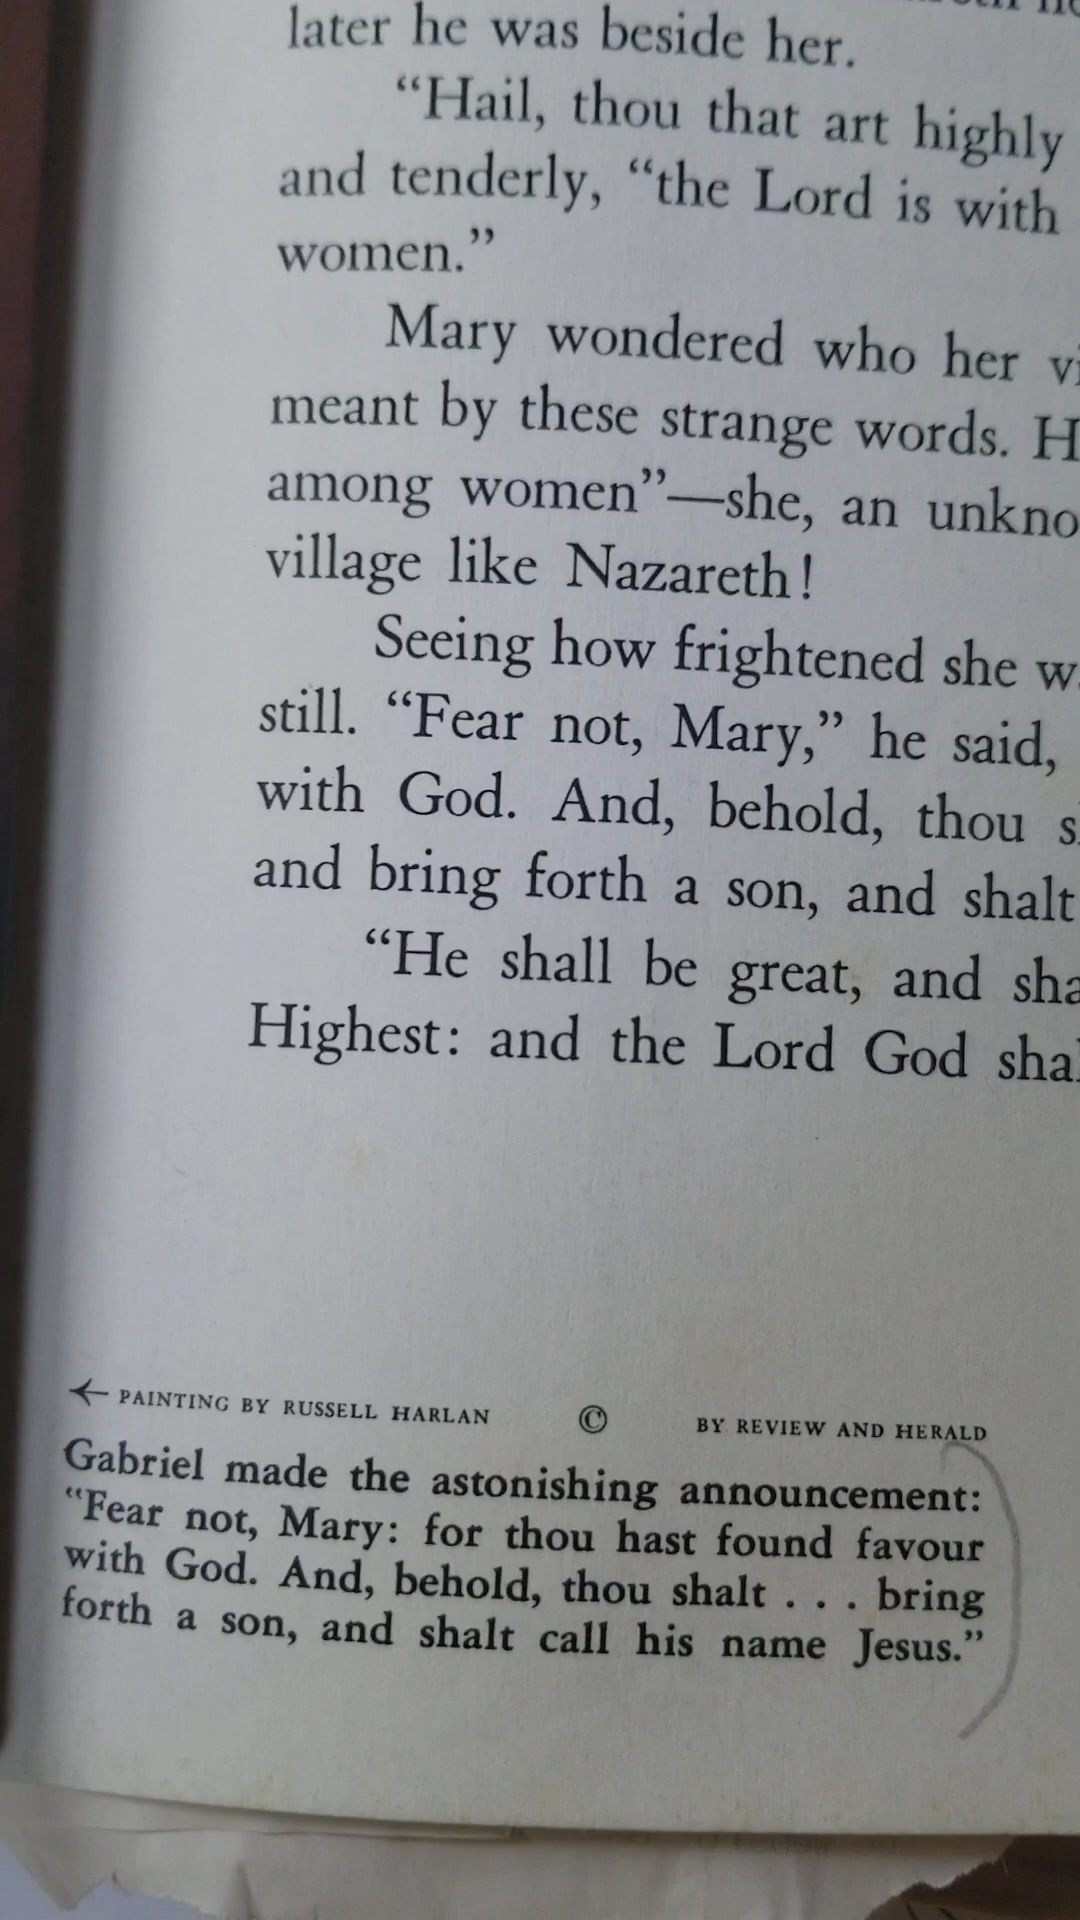 later he was beside her.
“Hail, thou that art highly
and tenderly, “the Lord is with
women.”
Mary wondered who her
meant by these strange words.
among women”—she, an
village like Nazareth!
Seeing how frightened she
still. “Fear not, Mary,” he said,
with God. And, behold, thou
and bring forth a son, and shalt
“He shall be great, and
Highest: and the Lord God
← PAINTING BY RUSSELL HARLAN © BY REVIEW AND HERALD
Gabriel made the astonishing announcement:
“Fear not, Mary: for thou hast found favour
with God. And, behold, thou shalt . . . bring
forth a son, and shalt call his name Jesus.”